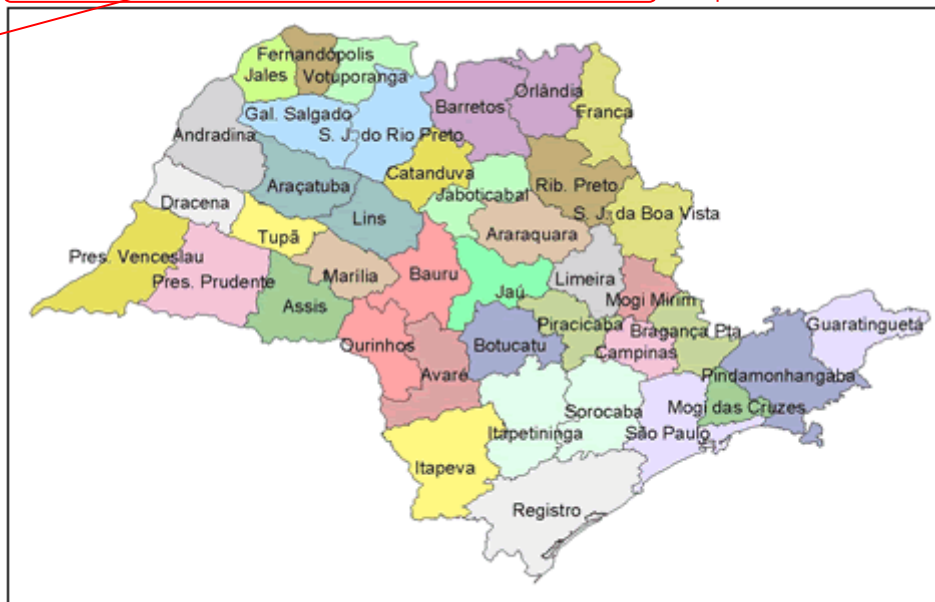 Fernandópolis
Jales
Votuporanga
Gal. Salgado
S. J. do Rio Preto
Barretos
Orlândia
Franca
Andradina
Catanduva
Araçatuba
Jaboticabal
Rib. Preto
Dracena
Lins
S. J. da Boa Vista
Tupã
Araraquara
Pres. Venceslau
Pres. Prudente
Marília
Bauru
Limeira
Jaú
Assis
Mogi Mirim
Piracicaba
Bragança Pta
Guaratinguetá
Ourinhos
Botucatu
Campinas
Avaré
Pindamonhangaba
Sorocaba
Mogi das Cruzes
Itapetininga
São Paulo
Itapeva
Registro